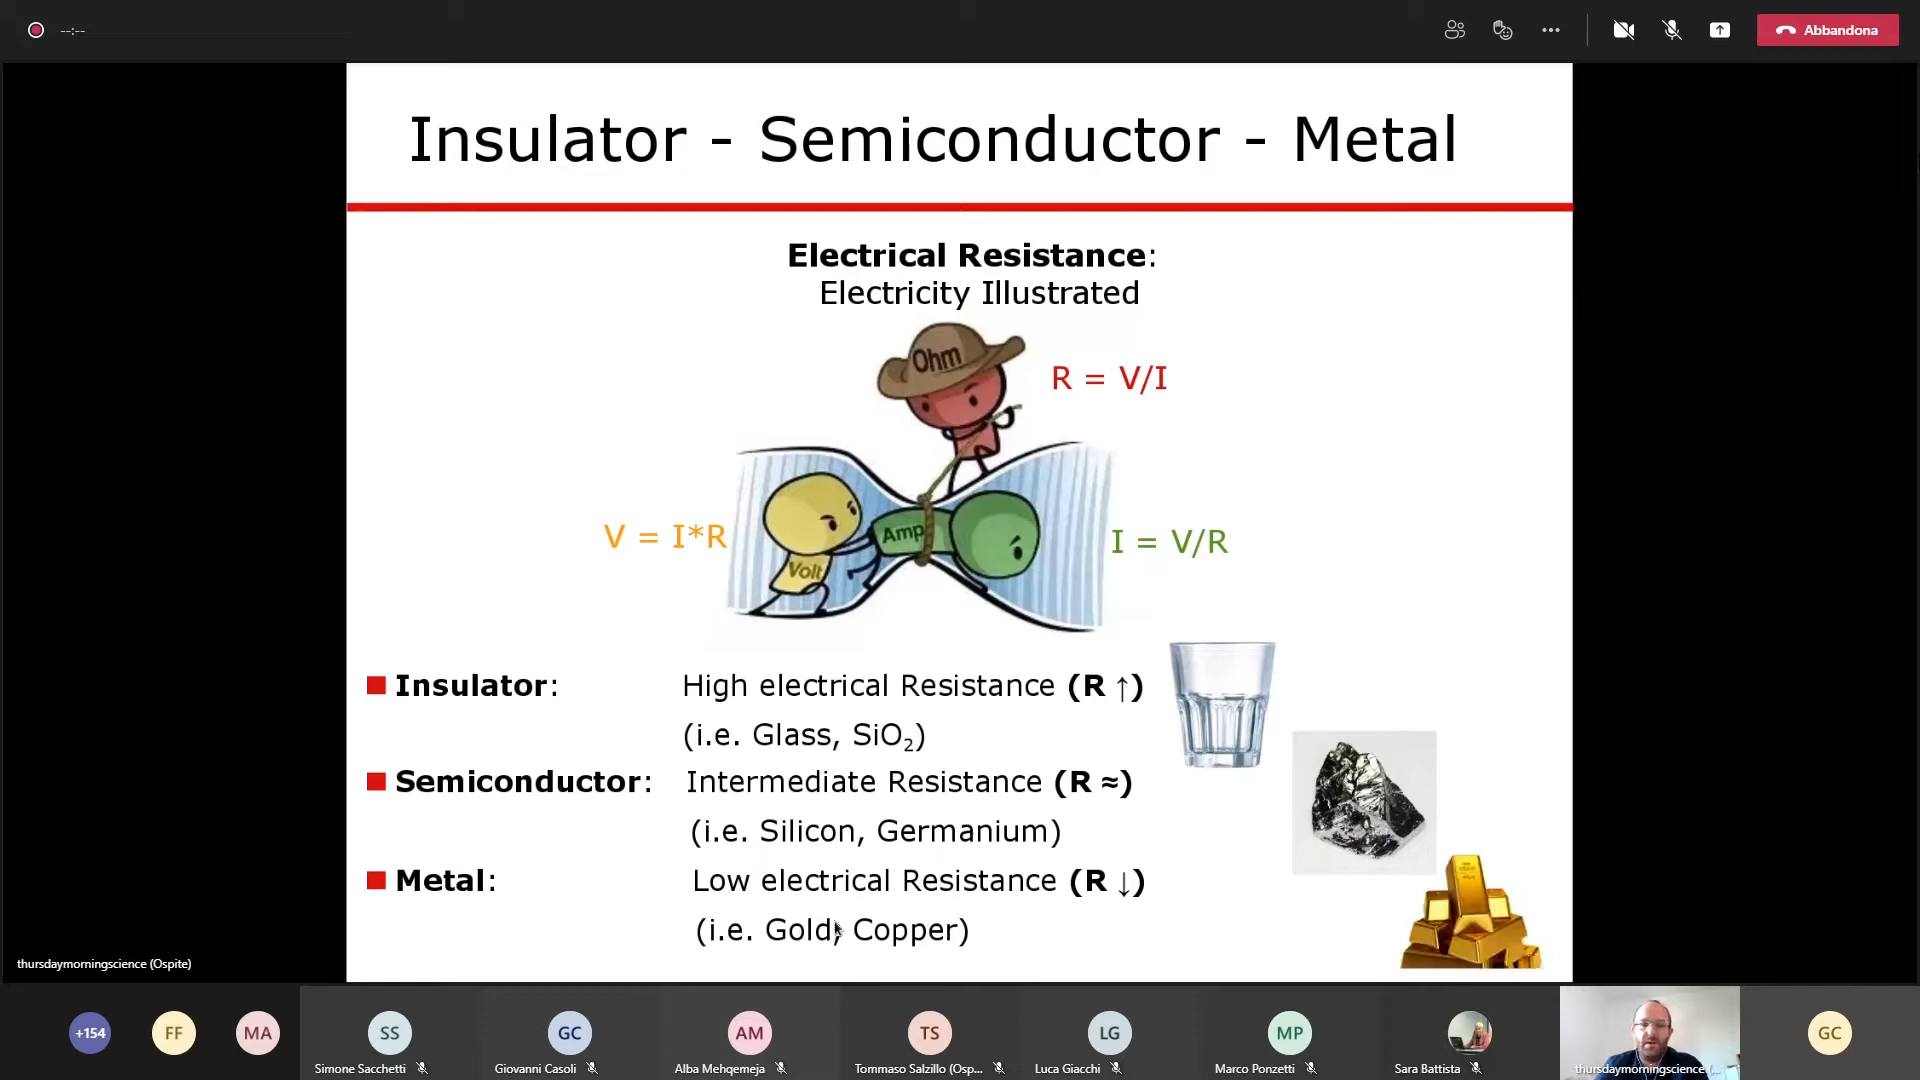 --:--
Abbandona
Insulator - Semiconductor - Metal
Electrical Resistance:
Electricity Illustrated
Ohm
R = V/I
V = I*R
Amp
I = V/R
Volt
Insulator: High electrical Resistance (R ↑)
(i.e. Glass, SiO₂)
Semiconductor: Intermediate Resistance (R ≈)
(i.e. Silicon, Germanium)
Metal: Low electrical Resistance (R ↓)
(i.e. Gold, Copper)
thursdaymorningscience (Ospite)
+154
FF
MA
SS
GC
AM
TS
LG
MP
GC
Simone Sacchetti
Giovanni Casoli
Alba Mehqemeja
Tommaso Salzillo (Osp...
Luca Giacchi
Marco Ponzetti
Sara Battista
thursdaymorningscience (...